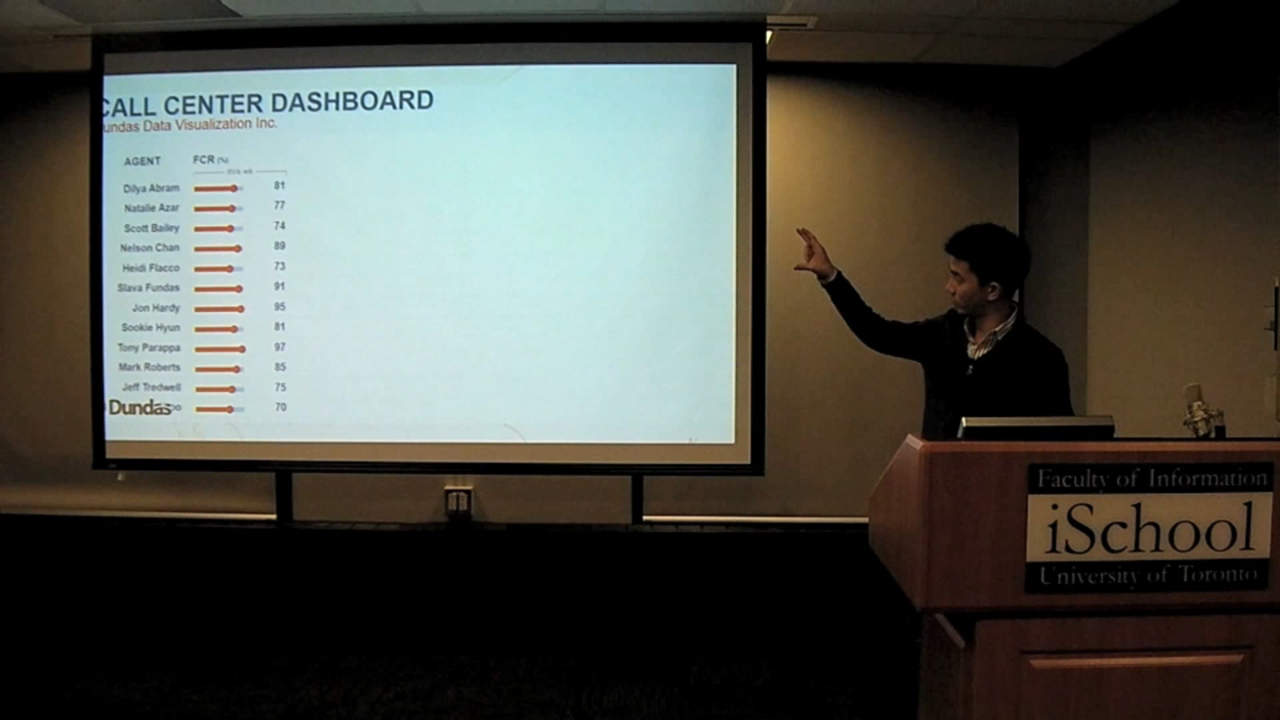 CALL CENTER DASHBOARD
undas Data Visualization Inc.
AGENT FCR (%)
Dilya Abram 81
Natalie Azar 77
Scott Bailey 74
Nelson Chan 89
Heidi Flacco 73
Slava Fundas 91
Jon Hardy 95
Sookie Hyun 81
Tony Parappa 97
Mark Roberts 85
Jeff Tredwell 75
Dundas 70
Faculty of Information
iSchool
University of Toronto